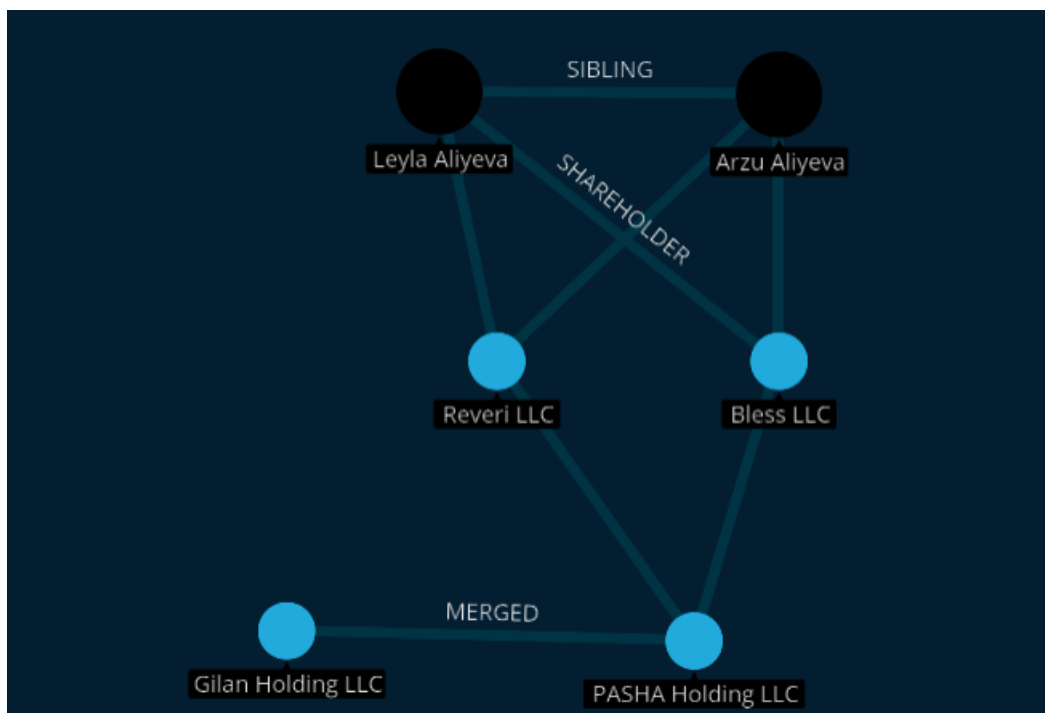 SIBLING
Leyla Aliyeva
Arzu Aliyeva
SHAREHOLDER
Reveri LLC
Bless LLC
MERGED
Gilan Holding LLC
PASHA Holding LLC